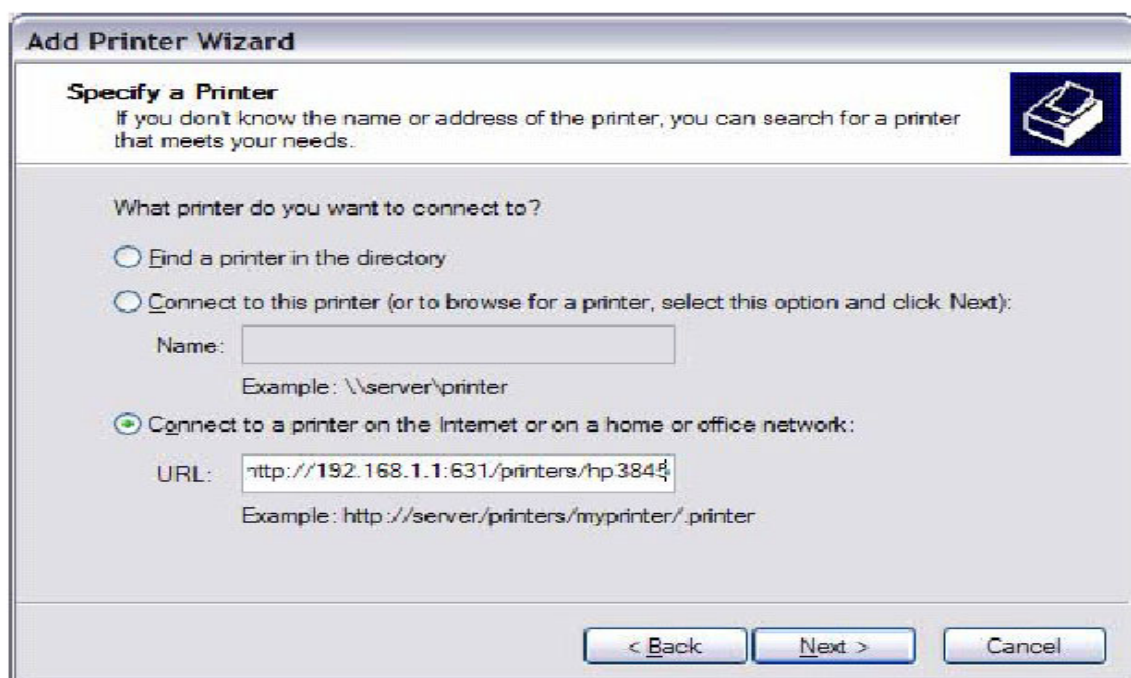 Add Printer Wizard
Specify a Printer
If you don't know the name or address of the printer, you can search for a printer
that meets your needs.
What printer do you want to connect to?
Find a printer in the directory
Connect to this printer (or to browse for a printer, select this option and click Next):
Name:
Example: \\server\printer
Connect to a printer on the Internet or on a home or office network:
URL: http://192.168.1.1:631/printers/hp3845
Example: http://server/printers/myprinter/.printer
< Back Next > Cancel